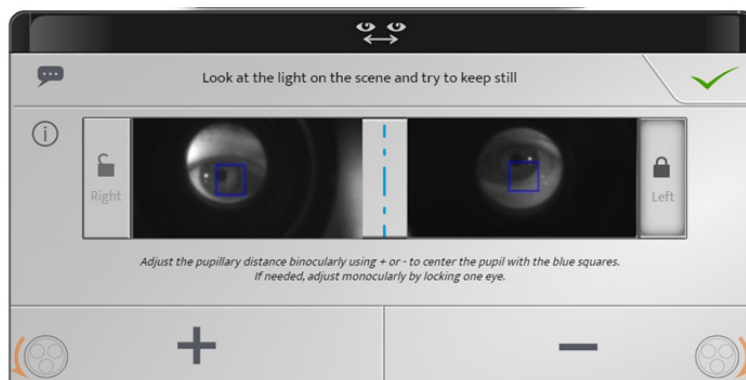 Look at the light on the scene and try to keep still
Right
Left
Adjust the pupillary distance binocularly using + or - to center the pupil with the blue squares.
If needed, adjust monocularly by locking one eye.